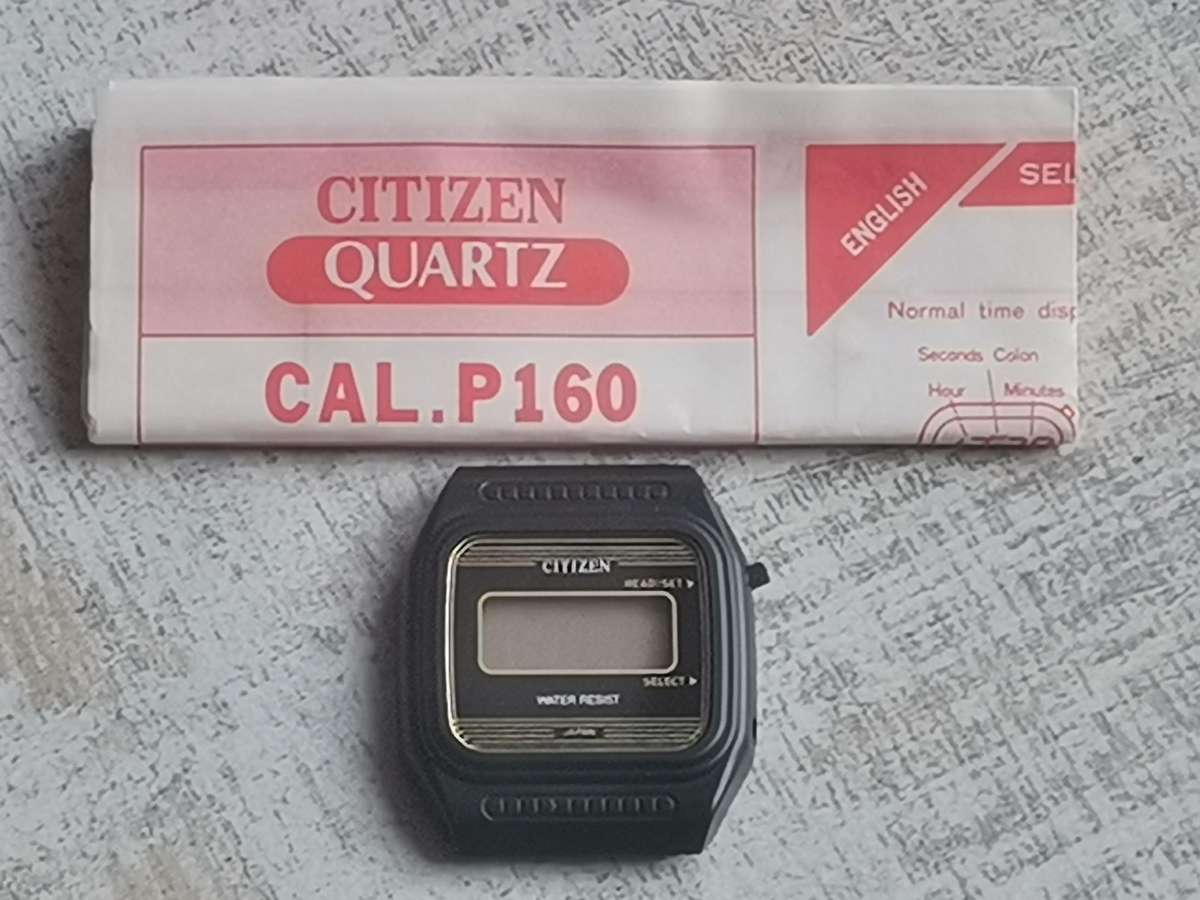 CITIZEN
QUARTZ
CAL.P160
ENGLISH
SEL
Normal time disp
Seconds Colon
Hour Minutes
CITIZEN
READ/SET
SELECT
WATER RESIST
JAPAN